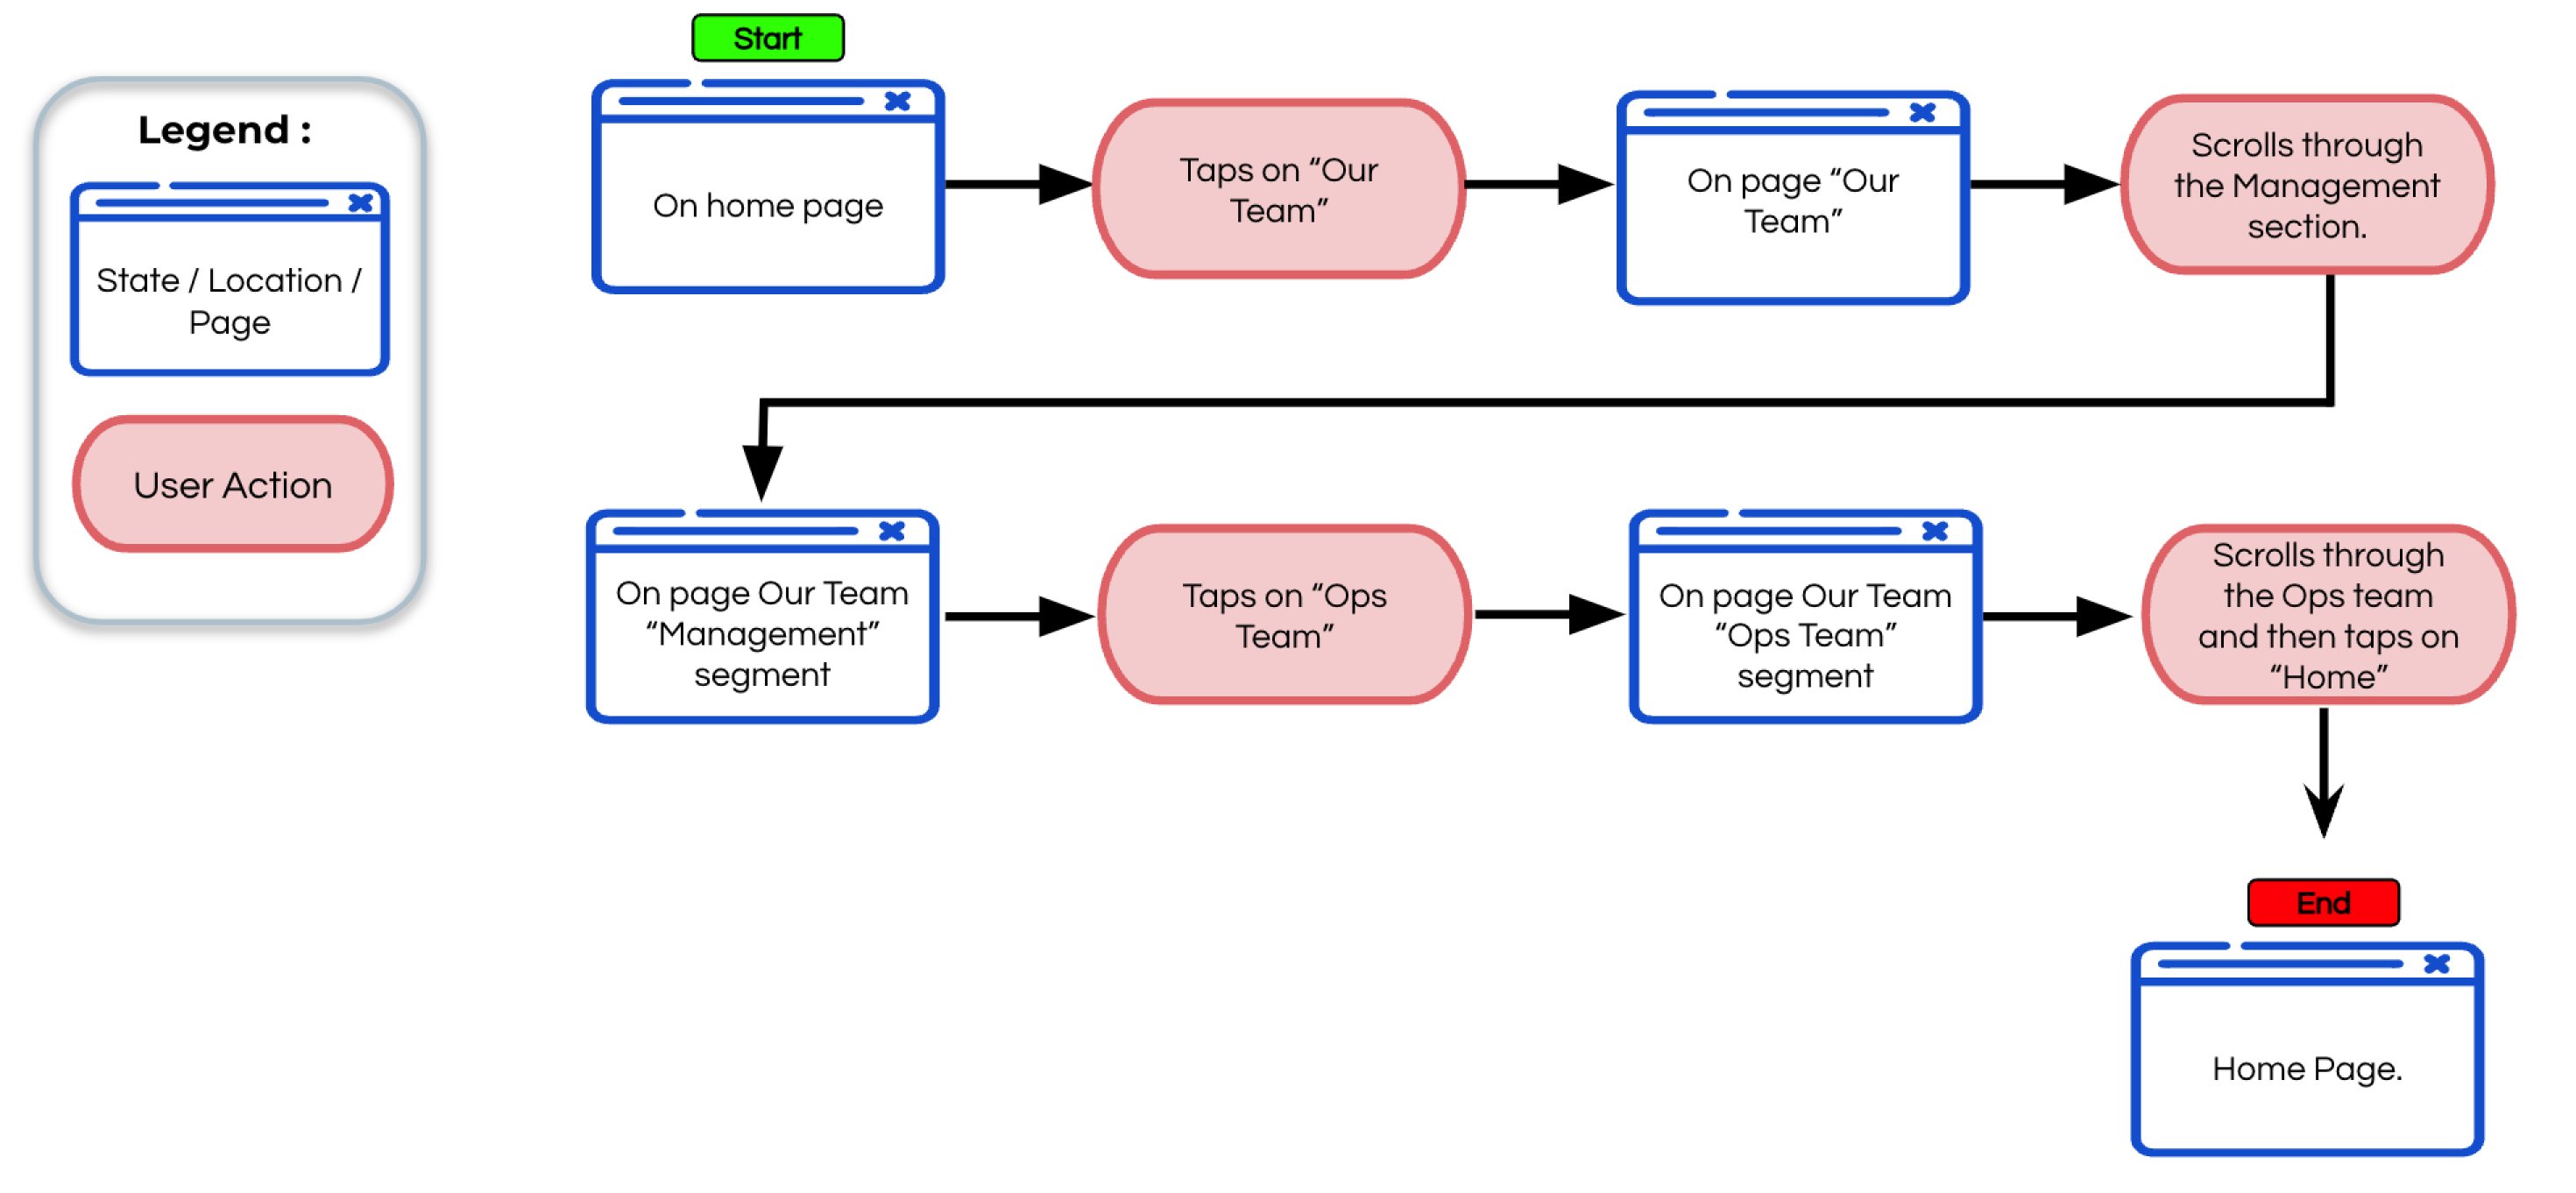 Start
Legend :
State / Location /
Page
User Action
On home page
Taps on “Our
Team”
On page “Our
Team”
Scrolls through
the Management
section.
On page Our Team
“Management”
segment
Taps on “Ops
Team”
On page Our Team
“Ops Team”
segment
Scrolls through
the Ops team
and then taps on
“Home”
End
Home Page.